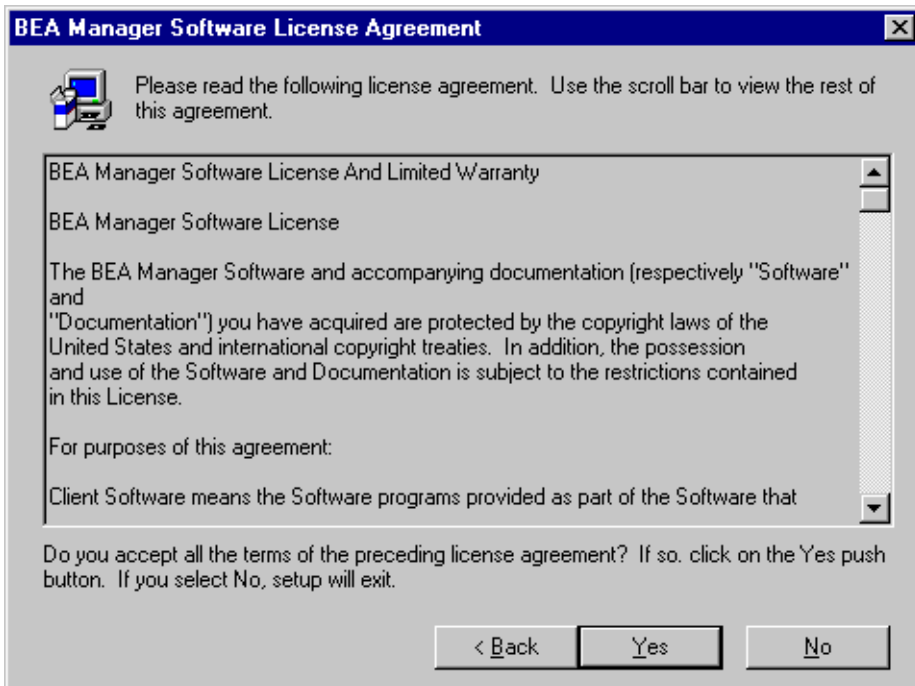 BEA Manager Software License Agreement
Please read the following license agreement.  Use the scroll bar to view the rest of
this agreement.
BEA Manager Software License And Limited Warranty
BEA Manager Software License
The BEA Manager Software and accompanying documentation (respectively "Software"
and
"Documentation") you have acquired are protected by the copyright laws of the
United States and international copyright treaties.  In addition, the possession
and use of the Software and Documentation is subject to the restrictions contained
in this License.
For purposes of this agreement:
Client Software means the Software programs provided as part of the Software that
Do you accept all the terms of the preceding license agreement?  If so. click on the Yes push
button.  If you select No, setup will exit.
< Back
Yes
No